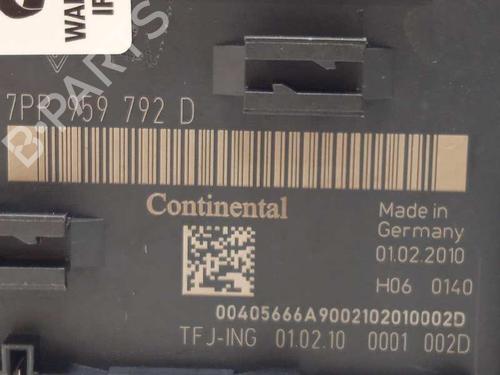 7PP 959 792 D
Continental
Made in
Germany
01.02.2010
H06 0140
00405666A9002102010002D
TFJ-ING 01.02.10 0001 002D
B-PARTS